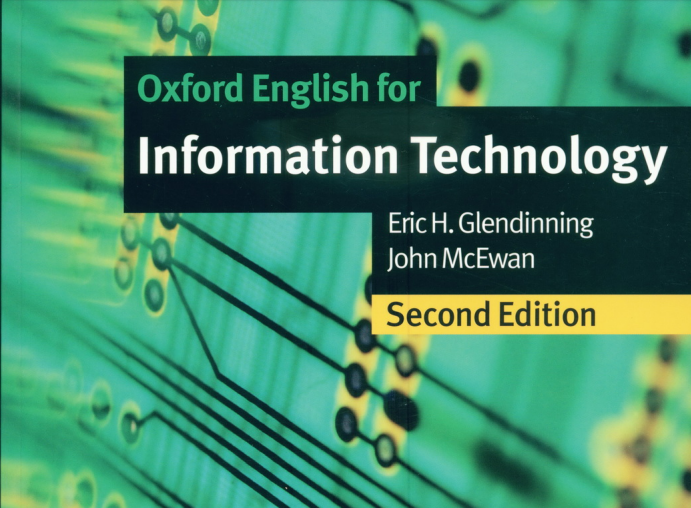 Oxford English for
Information Technology
Eric H. Glendinning
John McEwan
Second Edition